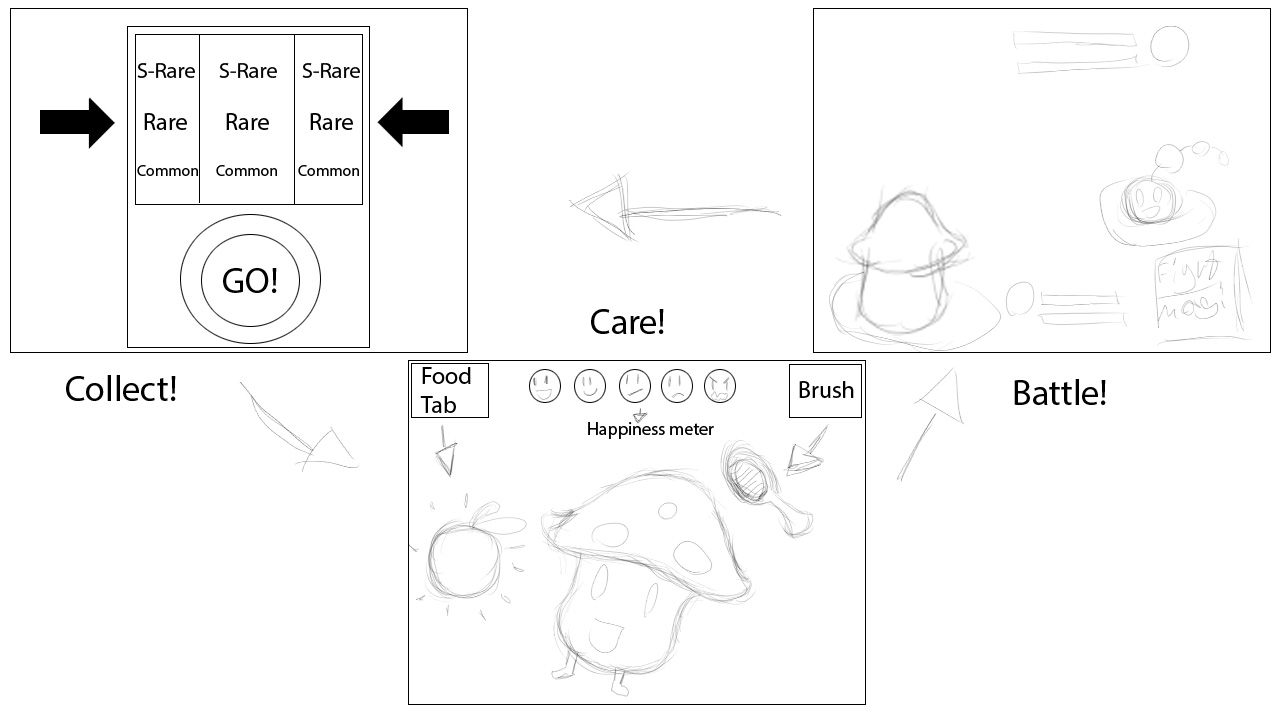 S-Rare S-Rare S-Rare
Rare Rare Rare
Common Common Common
GO!
Collect!
Care!
Fight
Magi
Battle!
Food
Tab
Brush
Happiness meter